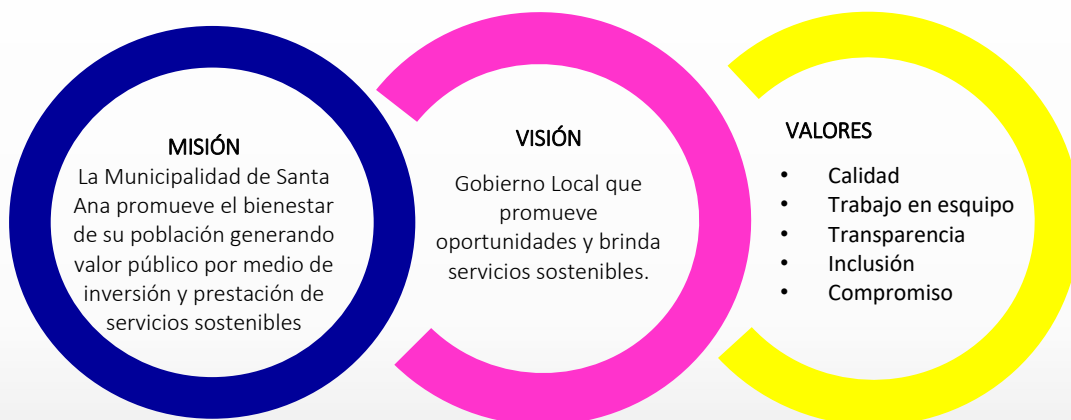 MISIÓN
La Municipalidad de Santa
Ana promueve el bienestar
de su población generando
valor público por medio de
inversión y prestación de
servicios sostenibles
VISIÓN
Gobierno Local que
promueve
oportunidades y brinda
servicios sostenibles.
VALORES
• Calidad
• Trabajo en esquipo
• Transparencia
• Inclusión
• Compromiso